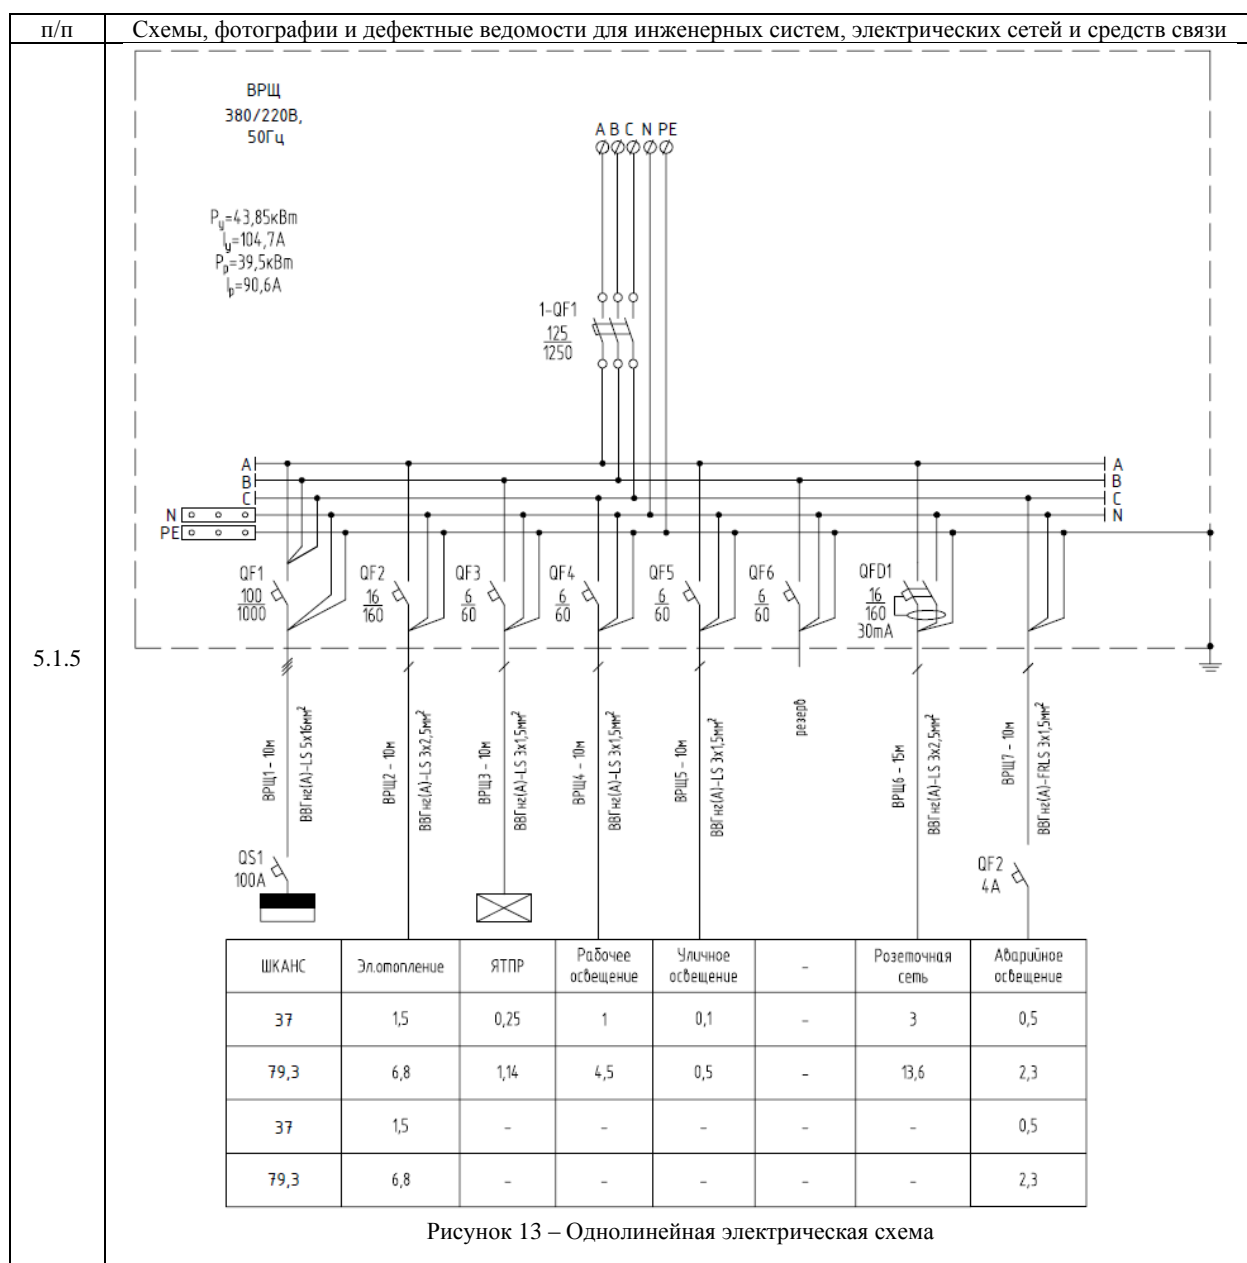 п/п
Схемы, фотографии и дефектные ведомости для инженерных систем, электрических сетей и средств связи
5.1.5
ВРЩ
380/220В,
50Гц
Pу=43,85кВт
Iу=104,7А
Pр=39,5кВт
Iр=90,6А
A B C N PE
1-QF1
125
1250
A
B
C
N
PE
A
B
C
N
QF1
100
1000
QF2
16
160
QF3
6
60
QF4
6
60
QF5
6
60
QF6
6
60
QFD1
16
160
30mA
ВРЩ1 - 10м
ВВГнг(А)-LS 5х16мм²
ВРЩ2 - 10м
ВВГнг(А)-LS 3х2,5мм²
ВРЩ3 - 10м
ВВГнг(А)-LS 3х1,5мм²
ВРЩ4 - 10м
ВВГнг(А)-LS 3х1,5мм²
ВРЩ5 - 10м
ВВГнг(А)-LS 3х1,5мм²
резерв
ВРЩ6 - 15м
ВВГнг(А)-LS 3х2,5мм²
ВРЩ7 - 10м
ВВГнг(А)-FRLS 3х1,5мм²
QS1
100А
QF2
4А
ШКАНС
Эл.отопление
ЯТПР
Рабочее
освещение
Уличное
освещение
-
Розеточная
сеть
Аварийное
освещение
37 1,5 0,25 1 0,1 - 3 0,5
79,3 6,8 1,14 4,5 0,5 - 13,6 2,3
37 1,5 - - - - - 0,5
79,3 6,8 - - - - - 2,3
Рисунок 13 – Однолинейная электрическая схема